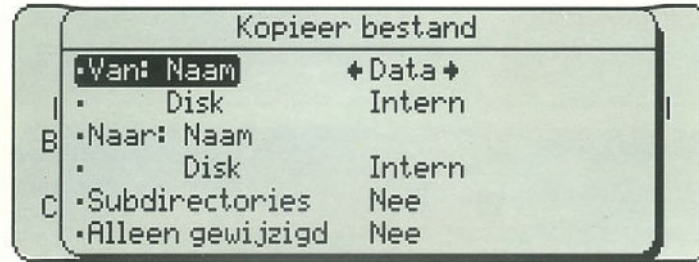 Kopieer bestand
•Van: Naam ♦Data♦
• Disk Intern
•Naar: Naam
• Disk Intern
•Subdirectories Nee
•Alleen gewijzigd Nee
B
C